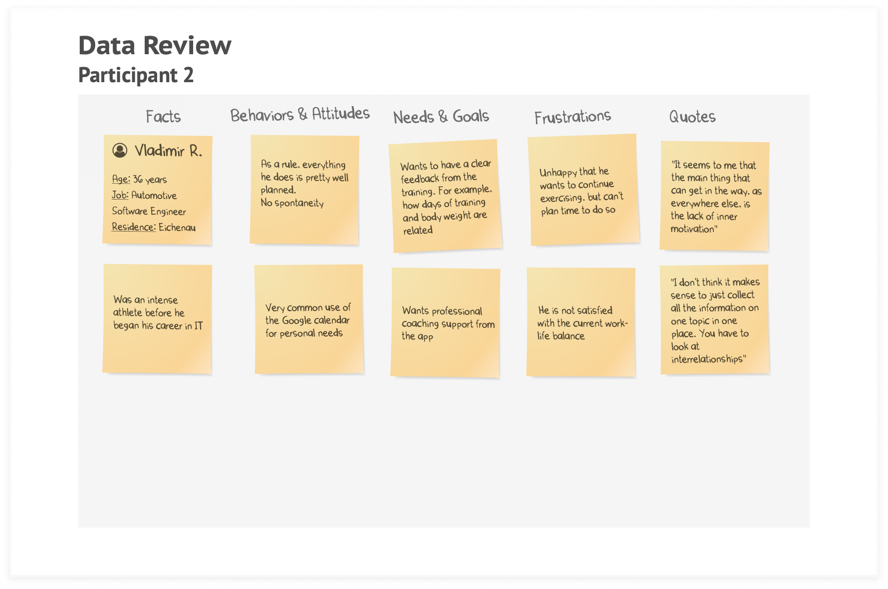 Data Review
Participant 2
Facts
Behaviors & Attitudes
Needs & Goals
Frustrations
Quotes
Vladimir R.
Age: 36 years
Job: Automotive
Software Engineer
Residence: Eichenau
As a rule, everything
he does is pretty well
planned.
No spontaneity
Wants to have a clear
feedback from the
training. For example,
how days of training
and body weight are
related
Unhappy that he
wants to continue
exercising, but can't
plan time to do so
"It seems to me that
the main thing that
can get in the way, as
everywhere else, is
the lack of inner
motivation"
Was an intense
athlete before he
began his career in IT
Very common use of
the Google calendar
for personal needs
Wants professional
coaching support from
the app
He is not satisfied
with the current work-
life balance
"I don't think it makes
sense to just collect
all the information on
one topic in one
place. You have to
look at
interrelationships"